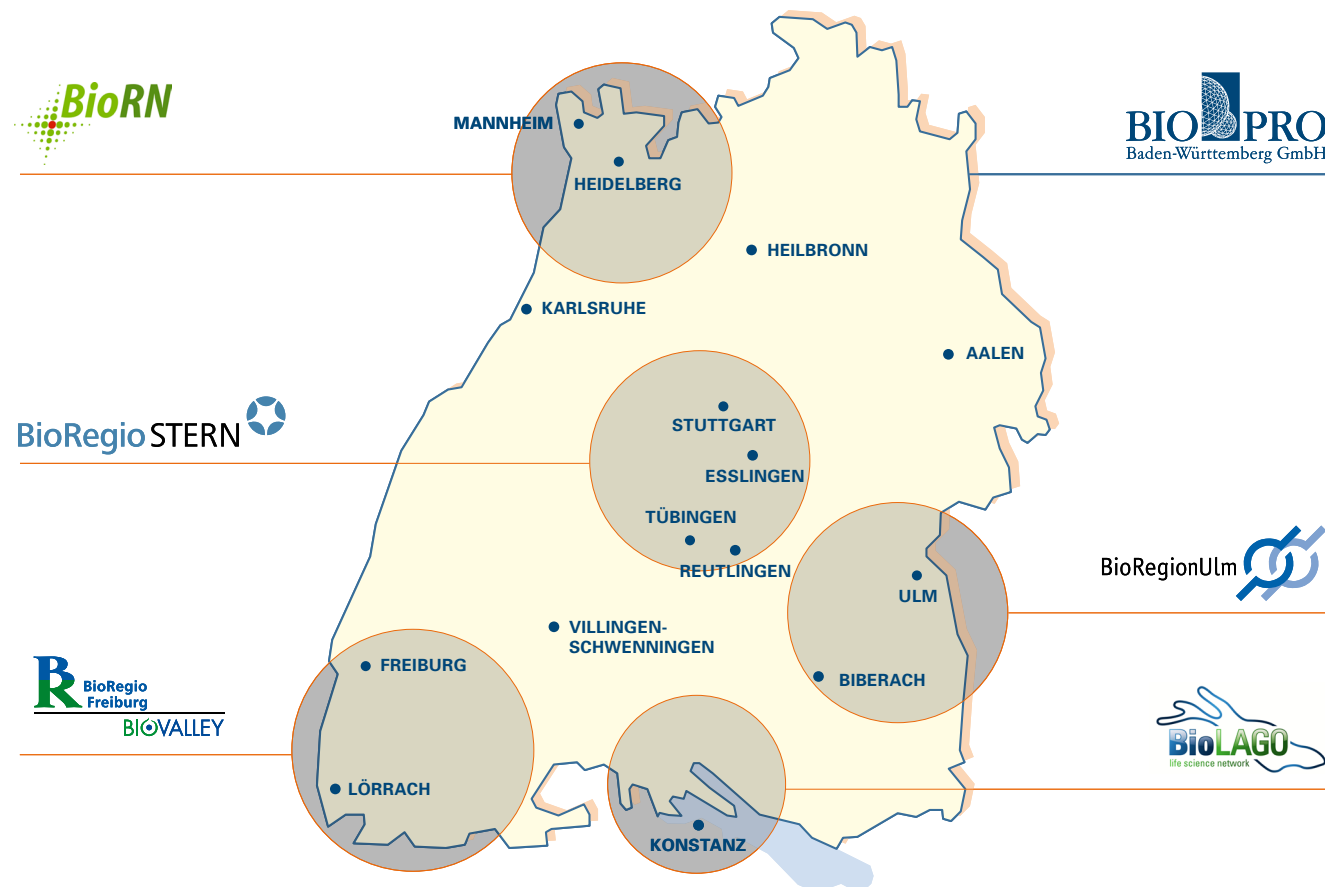 BioRN
BIO PRO
Baden-Württemberg GmbH
MANNHEIM
HEIDELBERG
HEILBRONN
KARLSRUHE
AALEN
BioRegio STERN
STUTTGART
ESSLINGEN
TÜBINGEN
REUTLINGEN
BioRegionUlm
ULM
VILLINGEN-
SCHWENNINGEN
BIBERACH
FREIBURG
BR
BioRegio
Freiburg
BIOVALLEY
BioLAGO
life science network
LÖRRACH
KONSTANZ